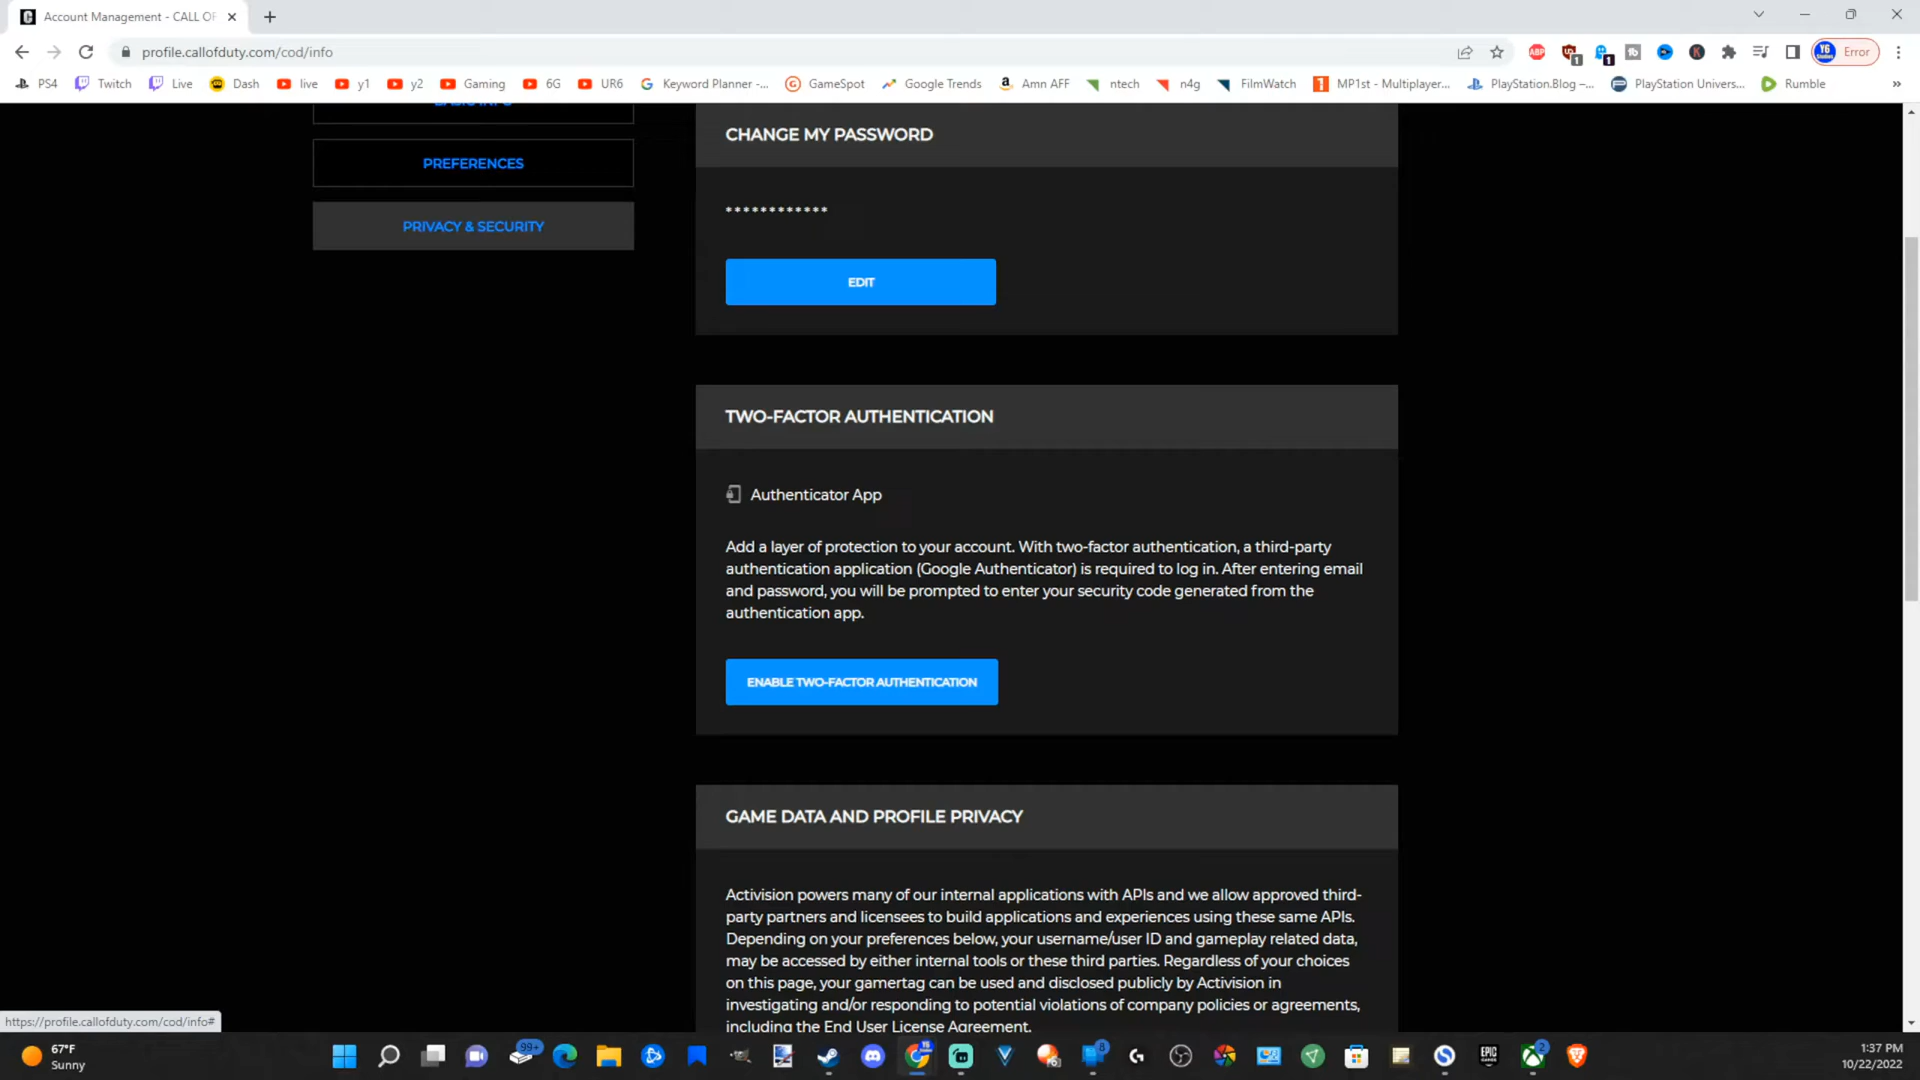 Account Management - CALL OF
profile.callofduty.com/cod/info
ABP
1
1
Y6
Error
PS4
Twitch
Live
Dash
live
y1
y2
Gaming
6G
UR6
Keyword Planner -...
GameSpot
Google Trends
Amn AFF
ntech
n4g
FilmWatch
MP1st - Multiplayer...
PlayStation.Blog –...
PlayStation Univers...
Rumble
»
BASIC INFO
PREFERENCES
PRIVACY & SECURITY
CHANGE MY PASSWORD
************
EDIT
TWO-FACTOR AUTHENTICATION
Authenticator App
Add a layer of protection to your account. With two-factor authentication, a third-party
authentication application (Google Authenticator) is required to log in. After entering email
and password, you will be prompted to enter your security code generated from the
authentication app.
ENABLE TWO-FACTOR AUTHENTICATION
GAME DATA AND PROFILE PRIVACY
Activision powers many of our internal applications with APIs and we allow approved third-
party partners and licensees to build applications and experiences using these same APIs.
Depending on your preferences below, your username/user ID and gameplay related data,
may be accessed by either internal tools or these third parties. Regardless of your choices
on this page, your gamertag can be used and disclosed publicly by Activision in
investigating and/or responding to potential violations of company policies or agreements,
including the End User License Agreement.
https://profile.callofduty.com/cod/info#
67°F
Sunny
99+
8
EPIC
2
1:37 PM
10/22/2022